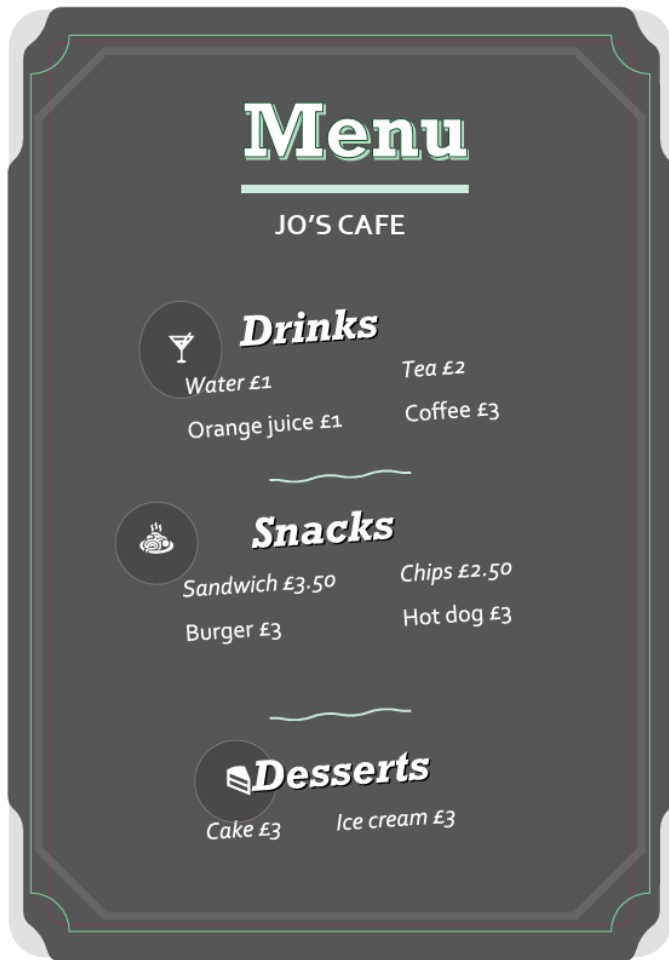 Menu
JO'S CAFE
Drinks
Water £1 Tea £2
Orange juice £1 Coffee £3
Snacks
Sandwich £3.50 Chips £2.50
Burger £3 Hot dog £3
Desserts
Cake £3 Ice cream £3